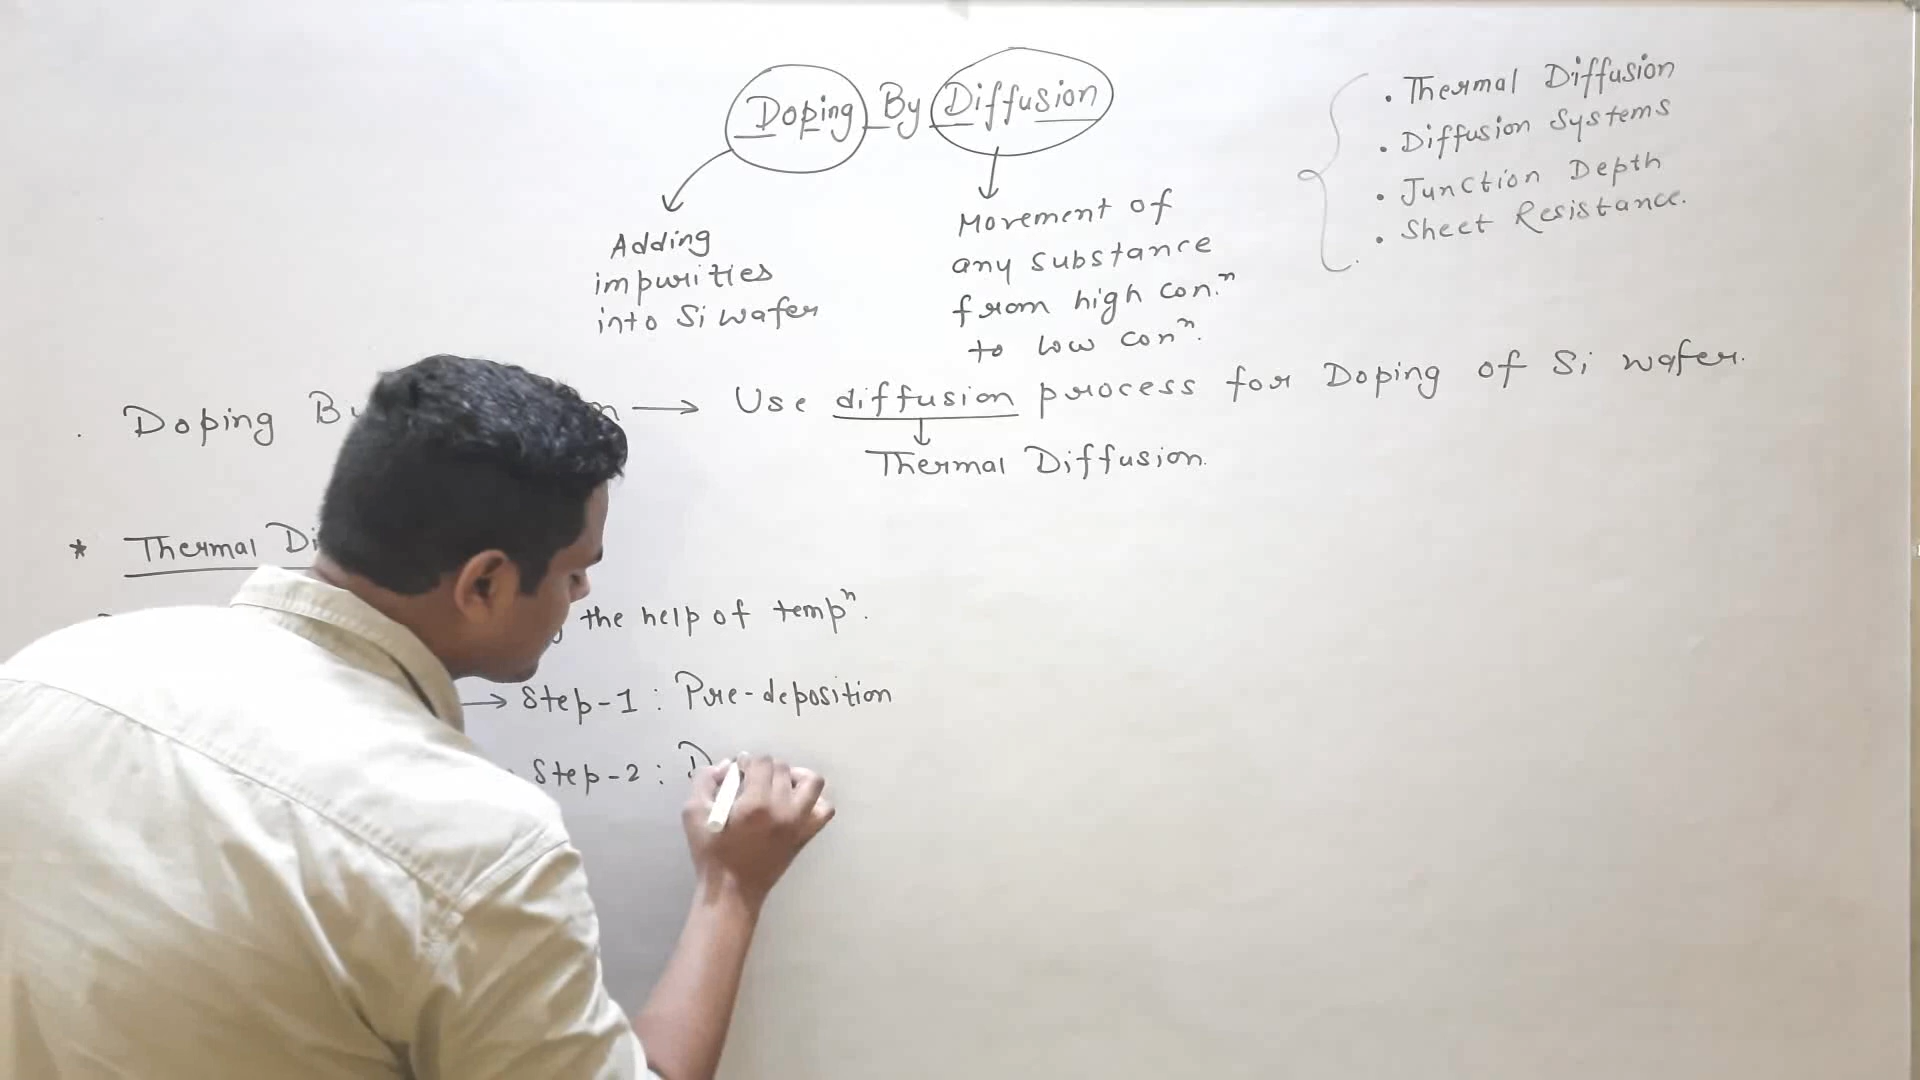 Doping By Diffusion
Adding
impurities
into Si wafer
Movement of
any substance
from high con.ⁿ
to low conⁿ.
• Thermal Diffusion
• Diffusion Systems
• Junction Depth
• Sheet Resistance.
Doping → Use diffusion process for Doping of Si wafer.
Thermal Diffusion.
* Thermal
the help of tempⁿ.
→ Step-1 : Pre-deposition
Step-2 :